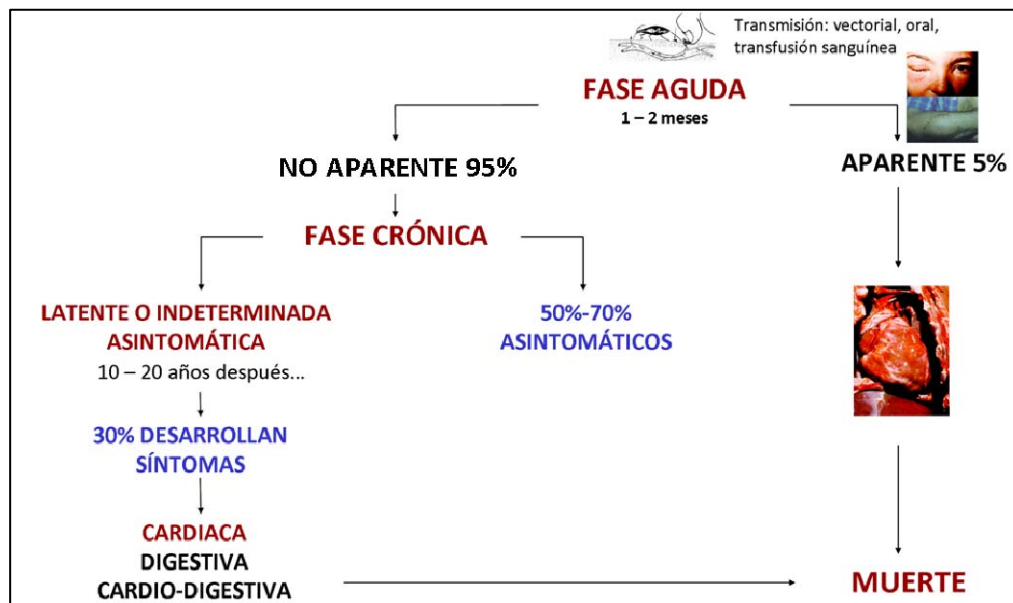 Transmisión: vectorial, oral,
transfusión sanguínea
FASE AGUDA
1 – 2 meses
NO APARENTE 95%
APARENTE 5%
FASE CRÓNICA
LATENTE O INDETERMINADA
ASINTOMÁTICA
10 – 20 años después...
50%-70%
ASINTOMÁTICOS
30% DESARROLLAN
SÍNTOMAS
CARDIACA
DIGESTIVA
CARDIO-DIGESTIVA
MUERTE